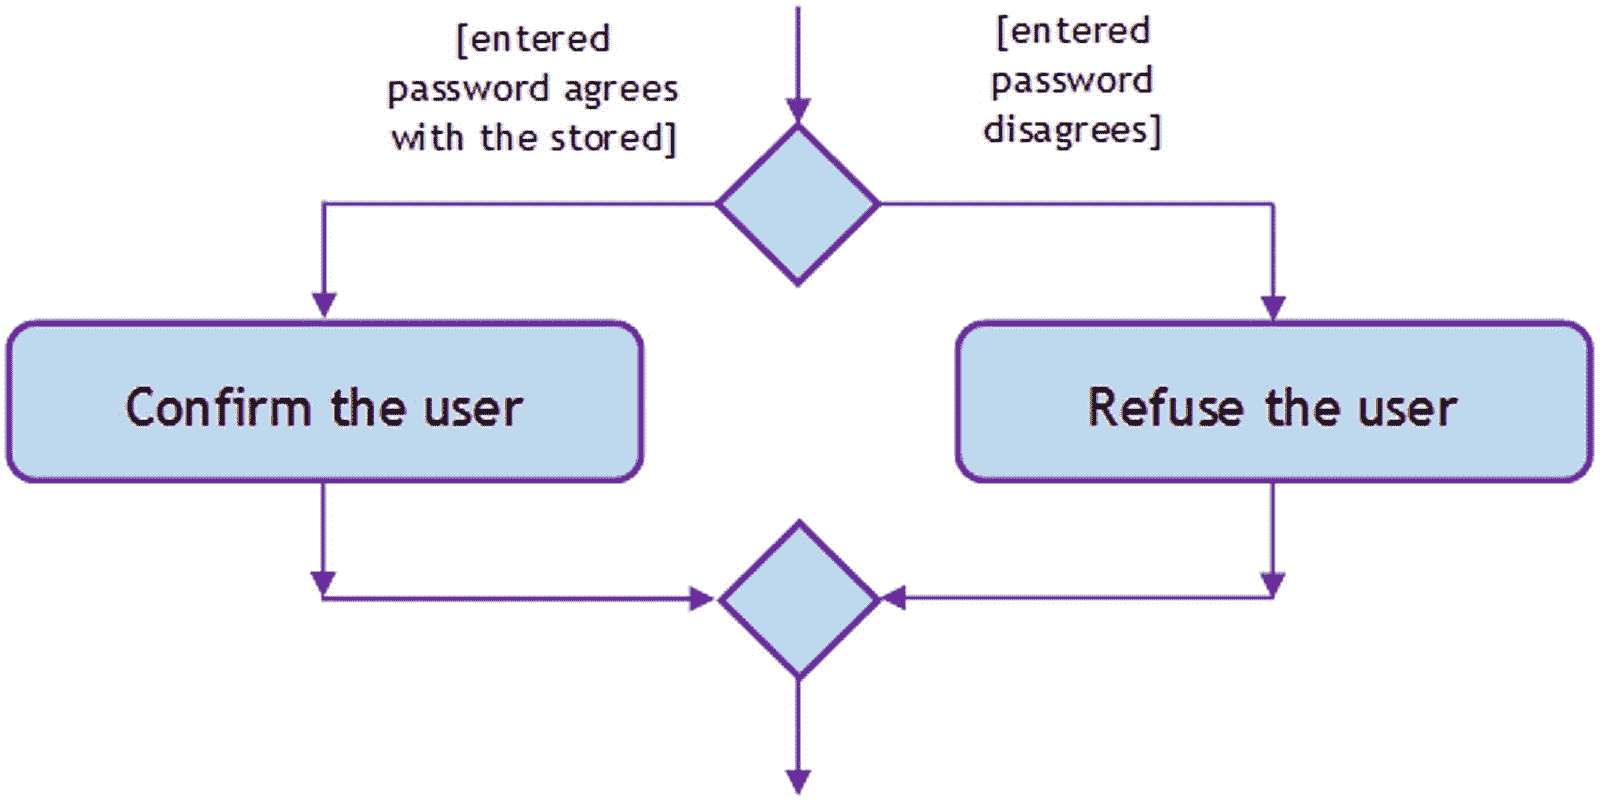 [entered
password agrees
with the stored]
[entered
password
disagrees]
Confirm the user
Refuse the user